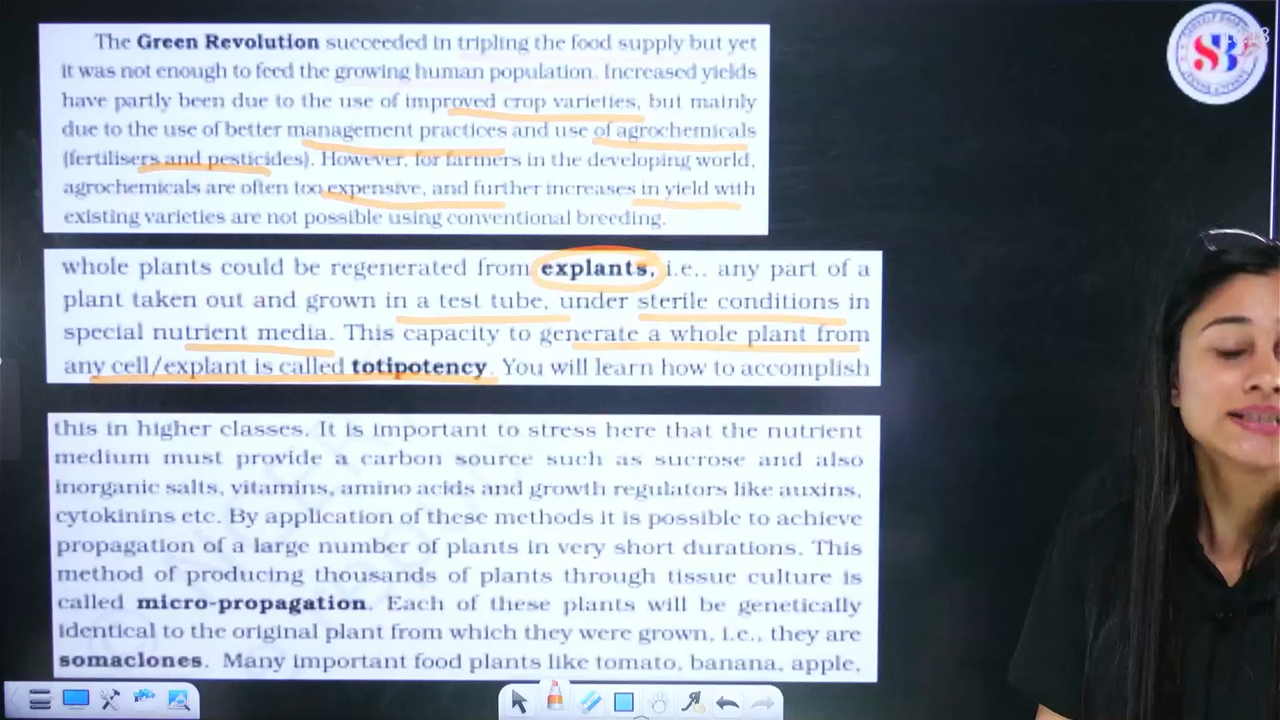 The Green Revolution succeeded in tripling the food supply but yet
it was not enough to feed the growing human population. Increased yields
have partly been due to the use of improved crop varieties, but mainly
due to the use of better management practices and use of agrochemicals
(fertilisers and pesticides). However, for farmers in the developing world,
agrochemicals are often too expensive, and further increases in yield with
existing varieties are not possible using conventional breeding.
whole plants could be regenerated from explants, i.e., any part of a
plant taken out and grown in a test tube, under sterile conditions in
special nutrient media. This capacity to generate a whole plant from
any cell/explant is called totipotency. You will learn how to accomplish
this in higher classes. It is important to stress here that the nutrient
medium must provide a carbon source such as sucrose and also
inorganic salts, vitamins, amino acids and growth regulators like auxins,
cytokinins etc. By application of these methods it is possible to achieve
propagation of a large number of plants in very short durations. This
method of producing thousands of plants through tissue culture is
called micro-propagation. Each of these plants will be genetically
identical to the original plant from which they were grown, i.e., they are
somaclones. Many important food plants like tomato, banana, apple,
SB